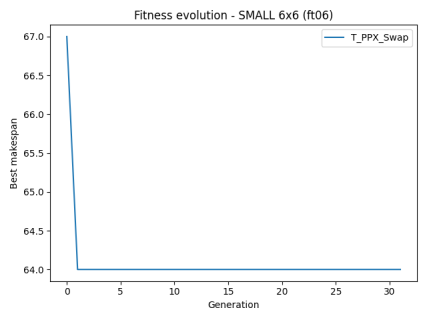 Fitness evolution - SMALL 6x6 (ft06)
T_PPX_Swap
67.0
66.5
66.0
65.5
65.0
64.5
64.0
Best makespan
0 5 10 15 20 25 30
Generation